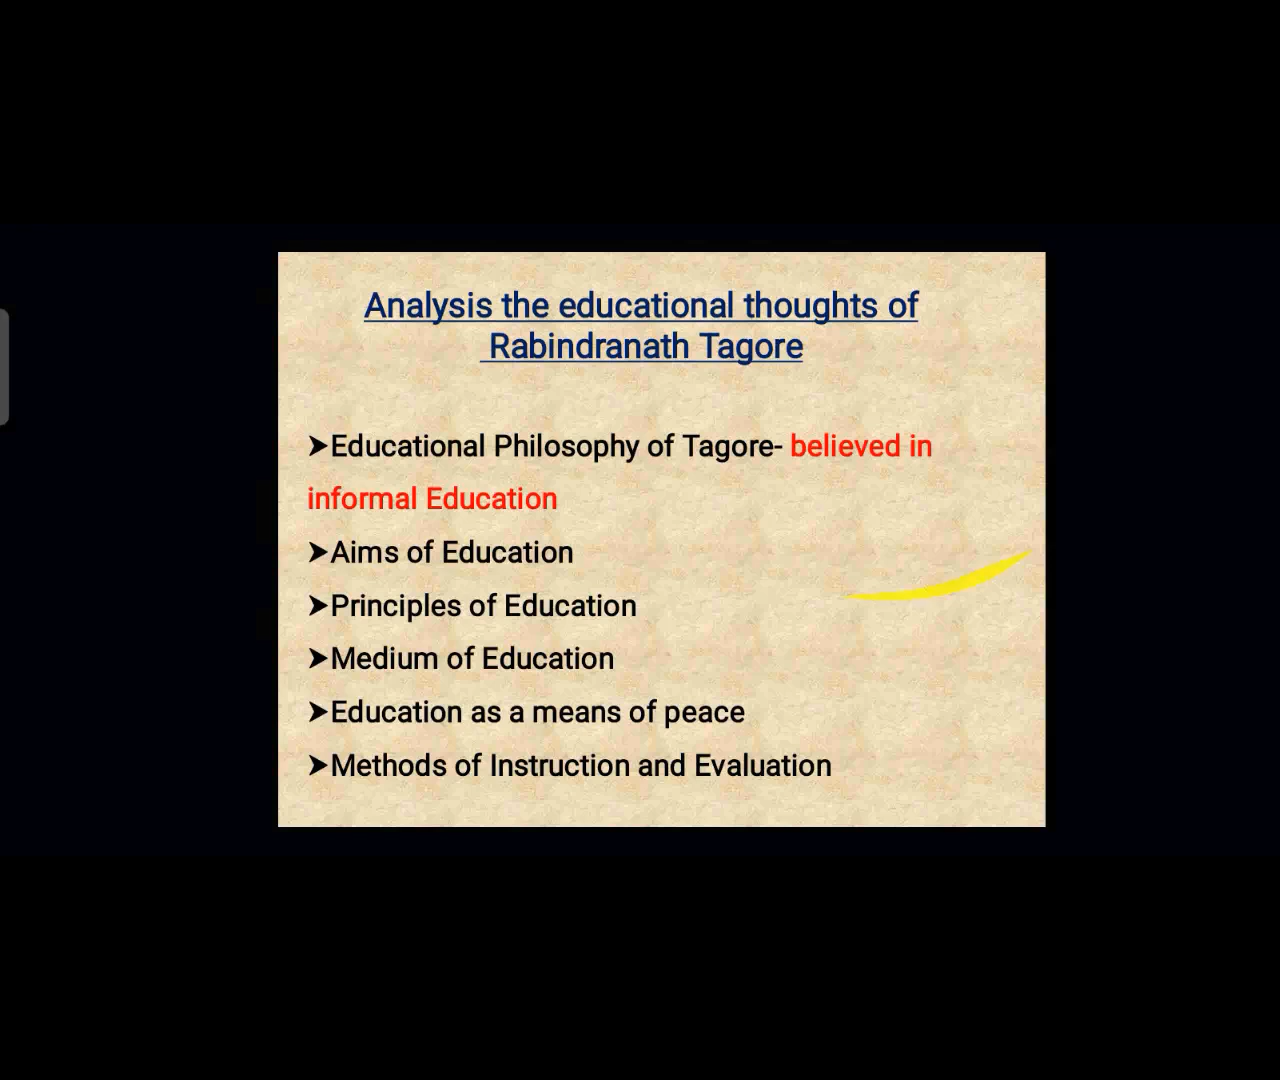 Analysis the educational thoughts of
Rabindranath Tagore
➤Educational Philosophy of Tagore- believed in
informal Education
➤Aims of Education
➤Principles of Education
➤Medium of Education
➤Education as a means of peace
➤Methods of Instruction and Evaluation